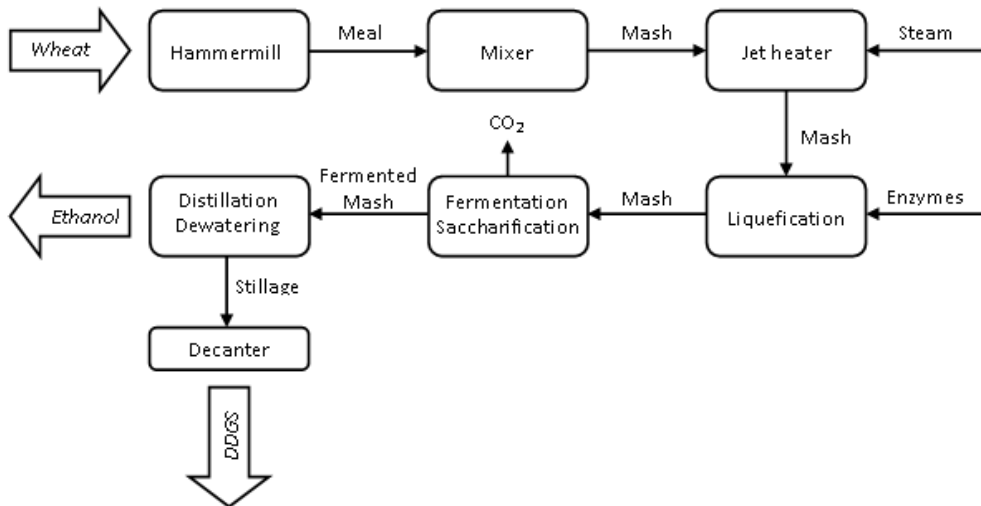 Wheat
Hammermill
Meal
Mixer
Mash
Jet heater
Steam
Mash
CO₂
Ethanol
Distillation
Dewatering
Fermented
Mash
Fermentation
Saccharification
Mash
Liquefication
Enzymes
Stillage
Decanter
DDGS